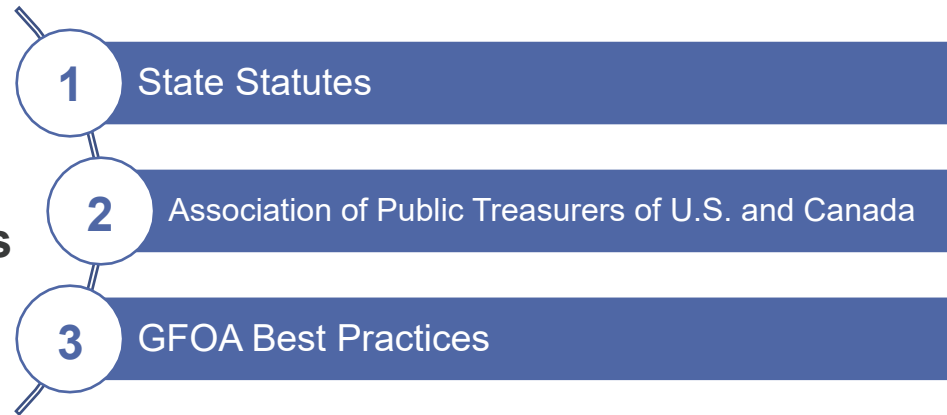 1
State Statutes
2
Association of Public Treasurers of U.S. and Canada
s
3
GFOA Best Practices